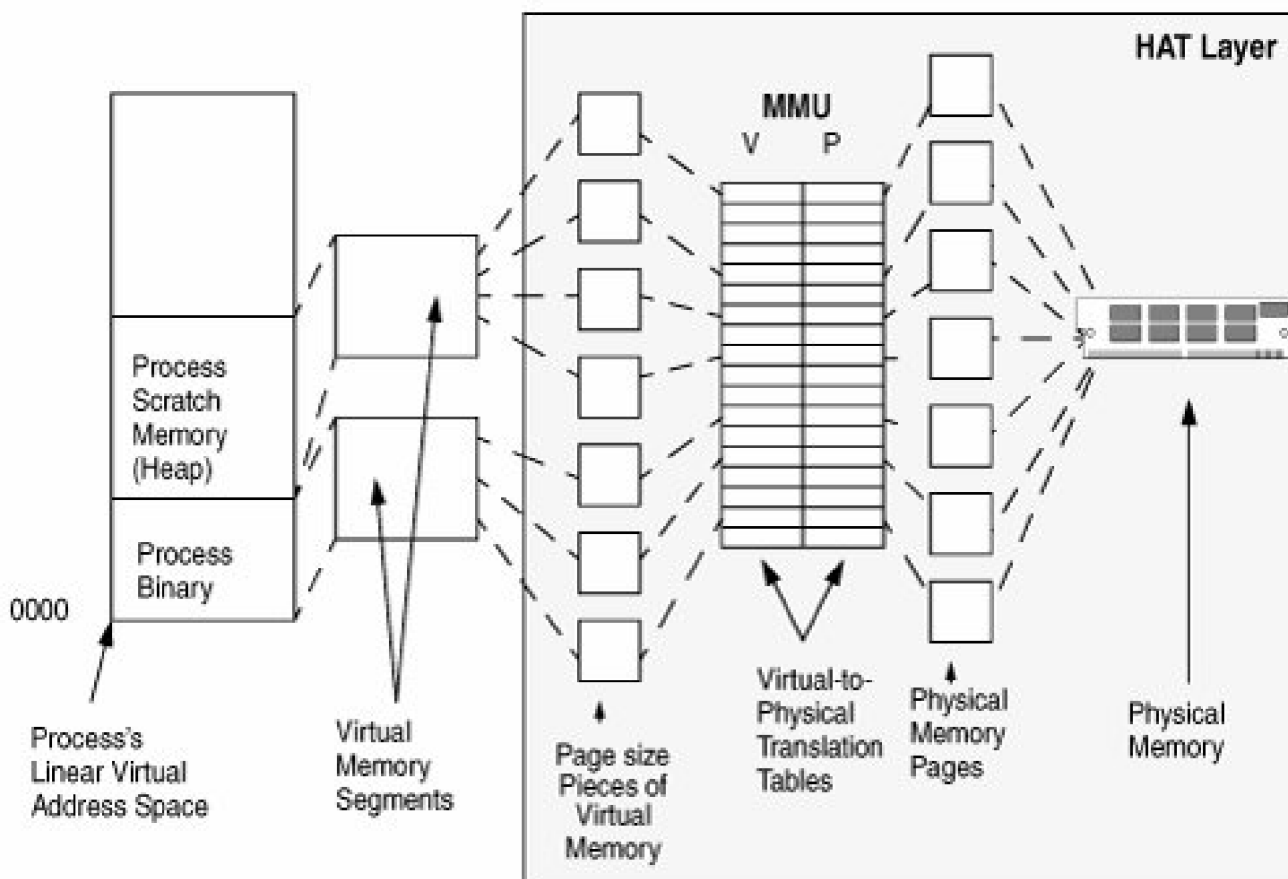 HAT Layer
MMU
V P
Process
Scratch
Memory
(Heap)
Process
Binary
0000
Process's
Linear Virtual
Address Space
Virtual
Memory
Segments
Page size
Pieces of
Virtual
Memory
Virtual-to-
Physical
Translation
Tables
Physical
Memory
Pages
Physical
Memory